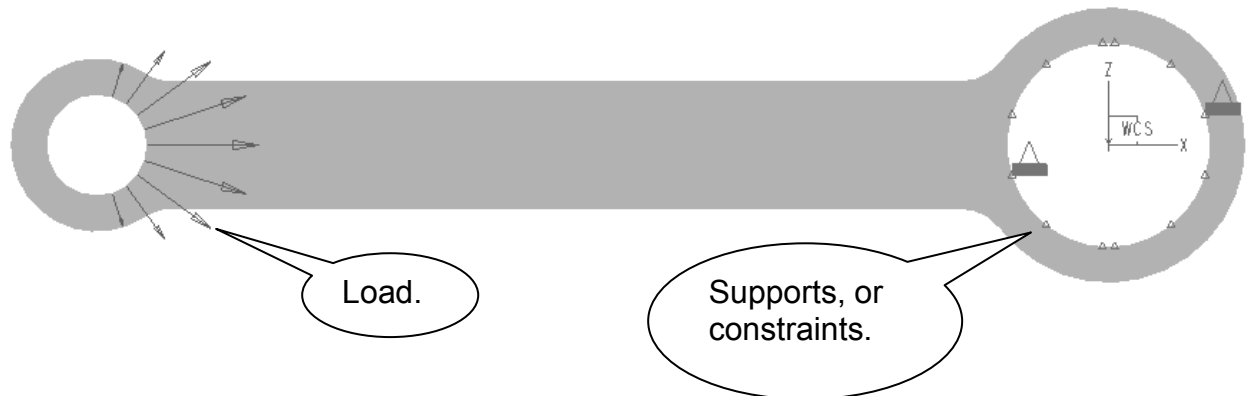 Z
WCS
X
Load.
Supports, or
constraints.